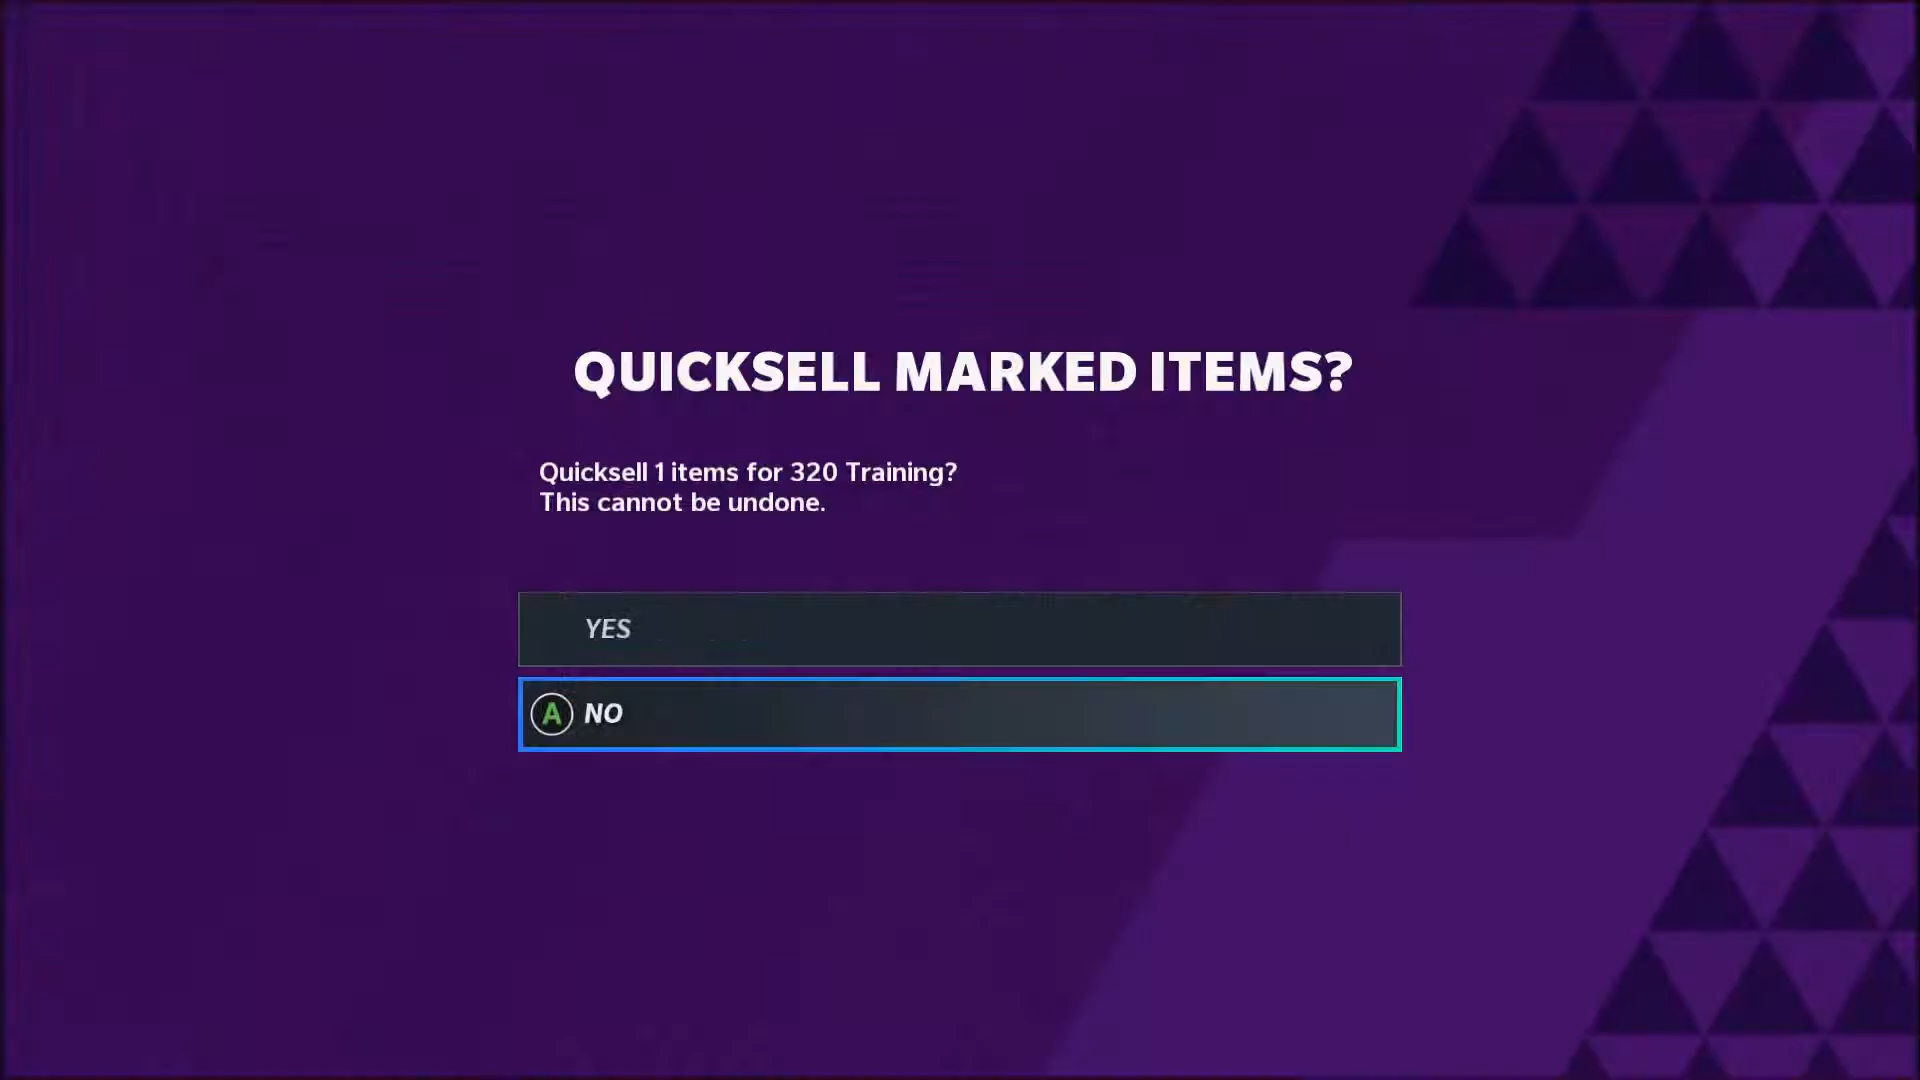 QUICKSELL MARKED ITEMS?
Quicksell 1 items for 320 Training?
This cannot be undone.
YES
A NO